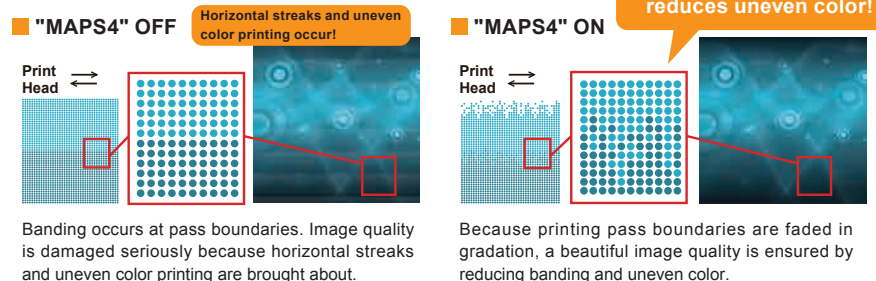 "MAPS4" OFF
Horizontal streaks and uneven
color printing occur!
Print
Head
Banding occurs at pass boundaries. Image quality
is damaged seriously because horizontal streaks
and uneven color printing are brought about.
"MAPS4" ON
reduces uneven color!
Print
Head
Because printing pass boundaries are faded in
gradation, a beautiful image quality is ensured by
reducing banding and uneven color.